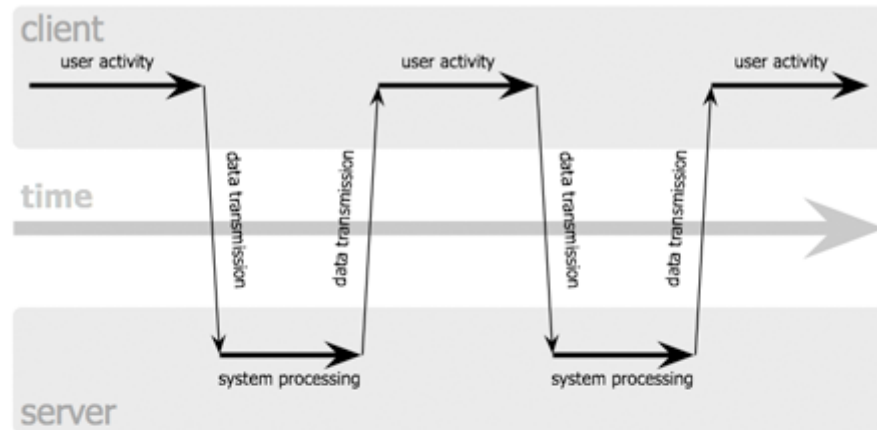 client
user activity
user activity
user activity
data transmission
data transmission
data transmission
data transmission
time
system processing
system processing
server